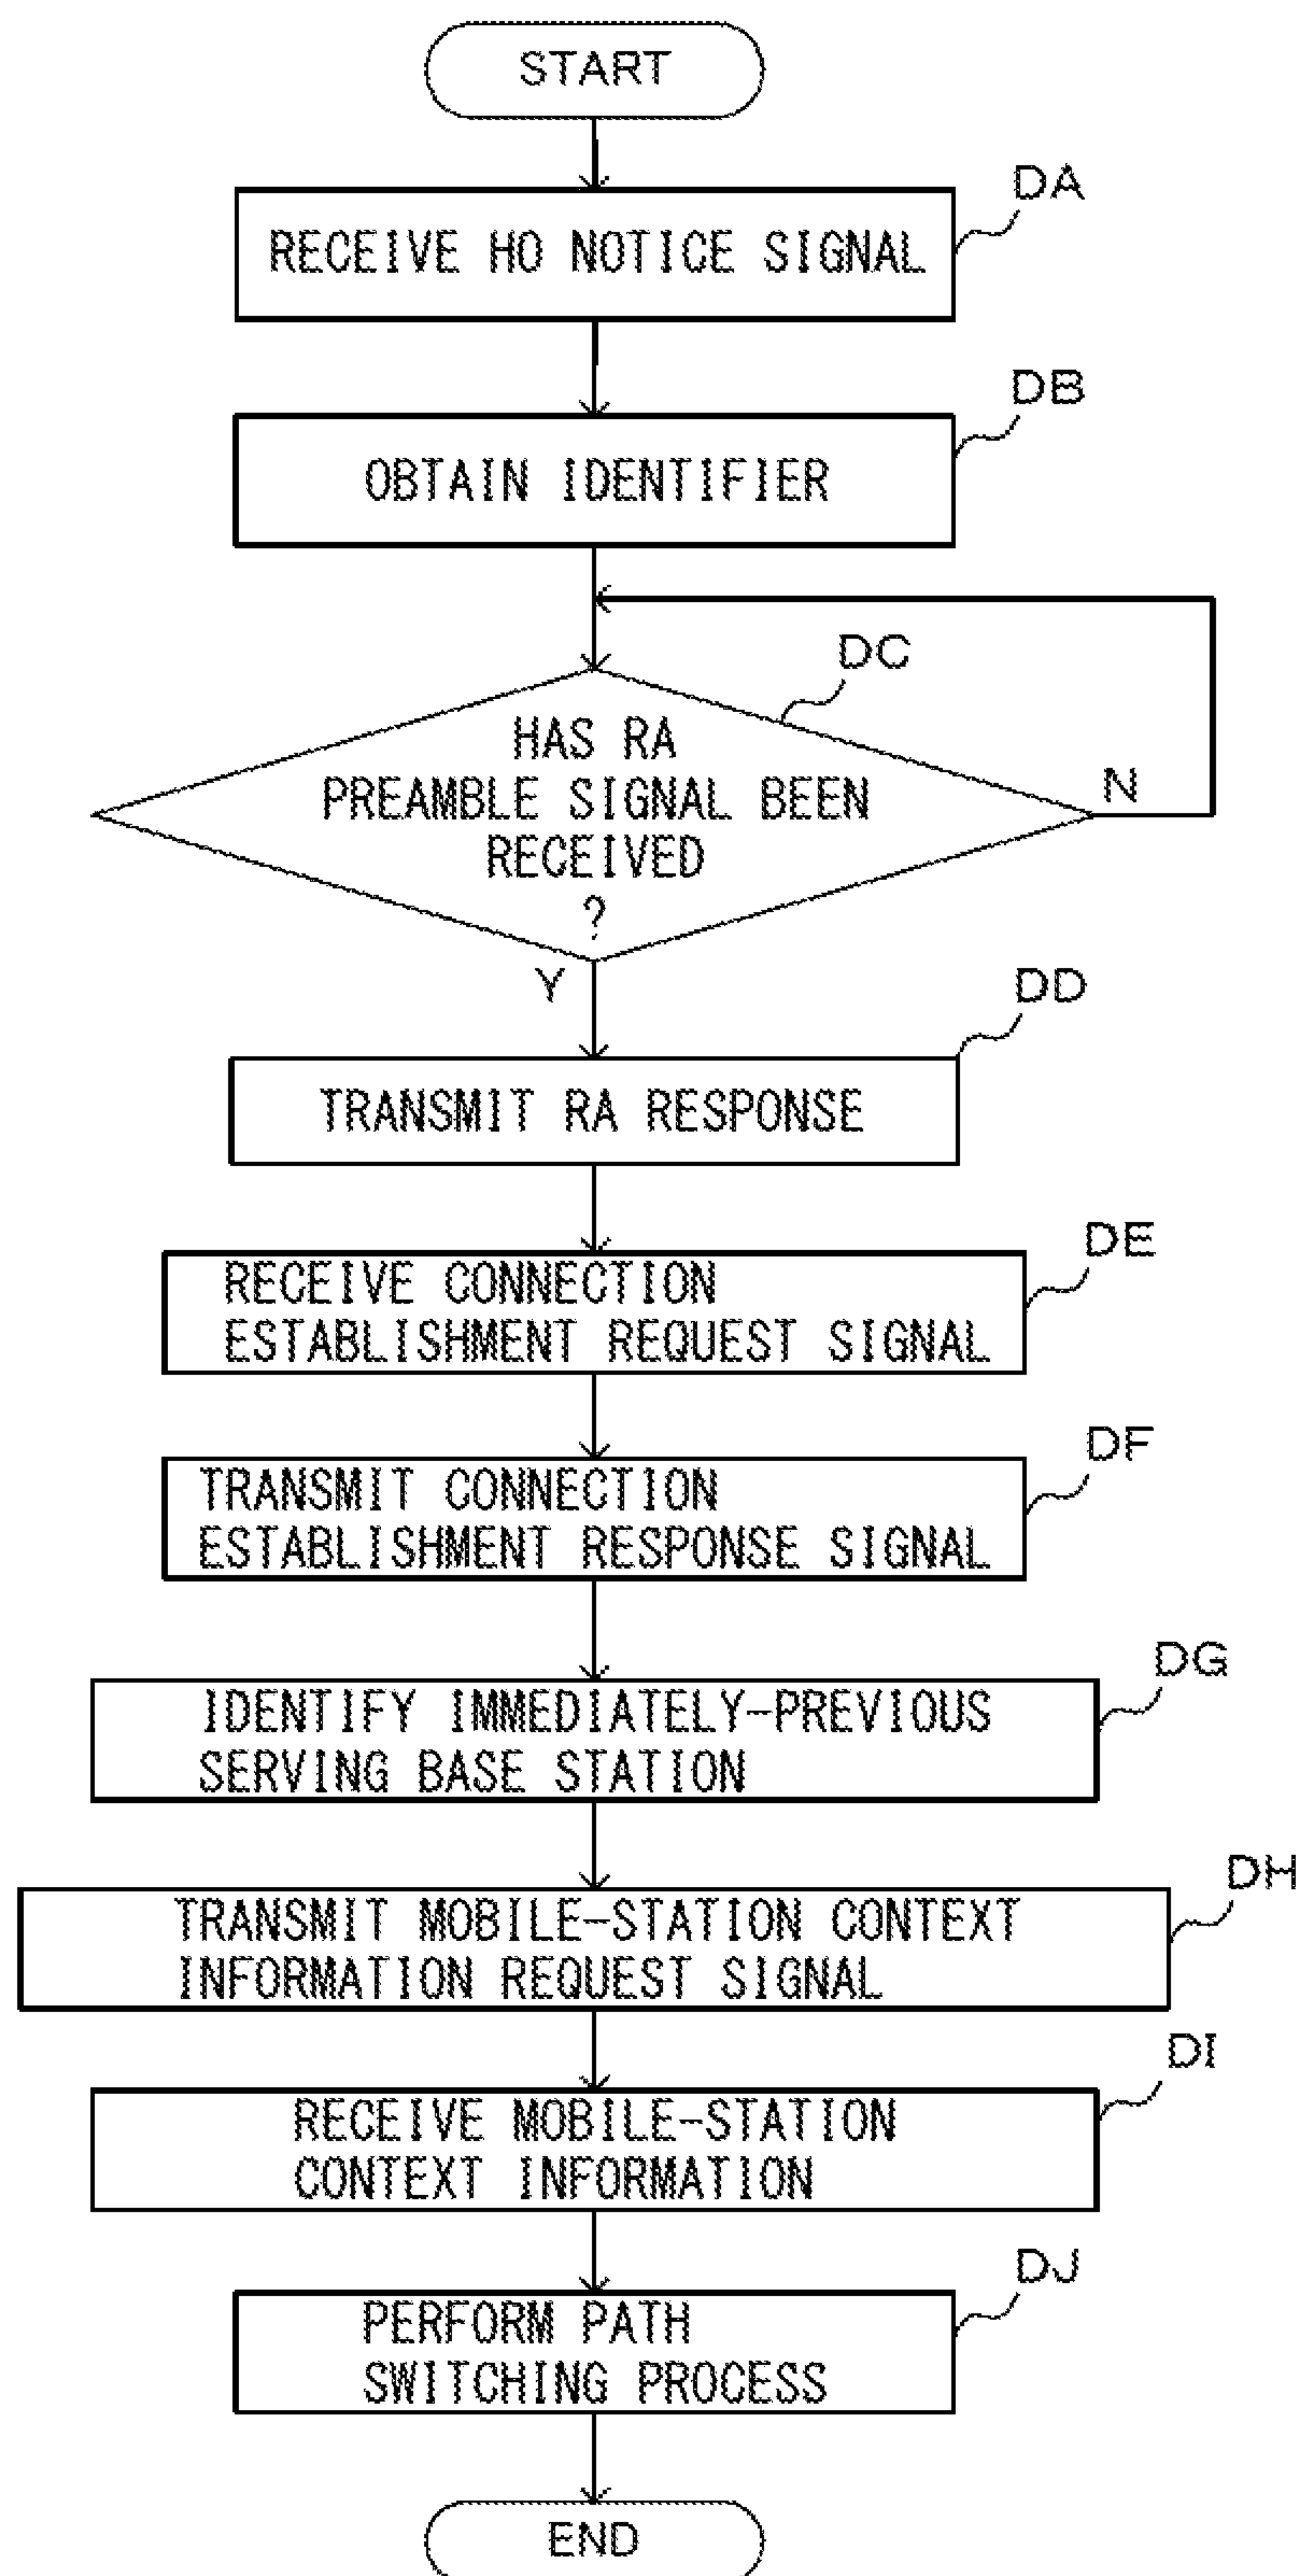 START
DA
RECEIVE HO NOTICE SIGNAL
DB
OBTAIN IDENTIFIER
DC
HAS RA
PREAMBLE SIGNAL BEEN
RECEIVED
?
N
Y
DD
TRANSMIT RA RESPONSE
DE
RECEIVE CONNECTION
ESTABLISHMENT REQUEST SIGNAL
DF
TRANSMIT CONNECTION
ESTABLISHMENT RESPONSE SIGNAL
DG
IDENTIFY IMMEDIATELY-PREVIOUS
SERVING BASE STATION
DH
TRANSMIT MOBILE-STATION CONTEXT
INFORMATION REQUEST SIGNAL
DI
RECEIVE MOBILE-STATION
CONTEXT INFORMATION
DJ
PERFORM PATH
SWITCHING PROCESS
END